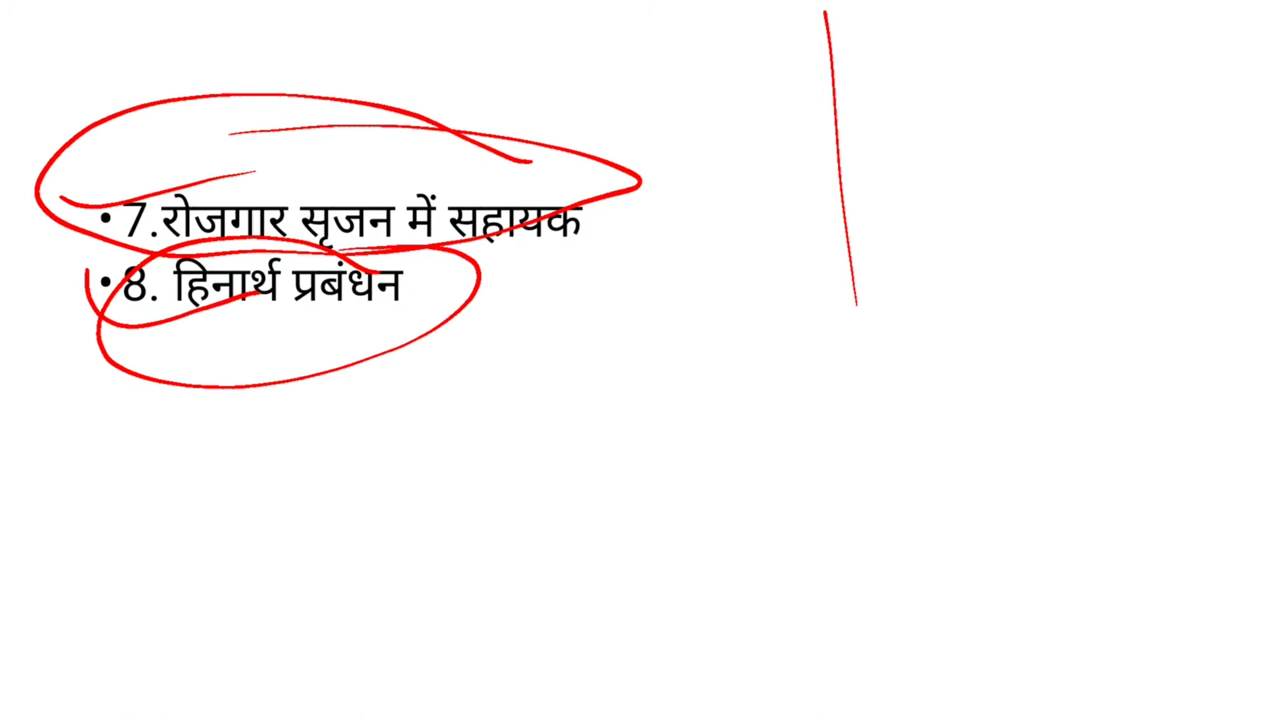 • 7.रोजगार सृजन में सहायक
• 8. हिनार्थ प्रबंधन